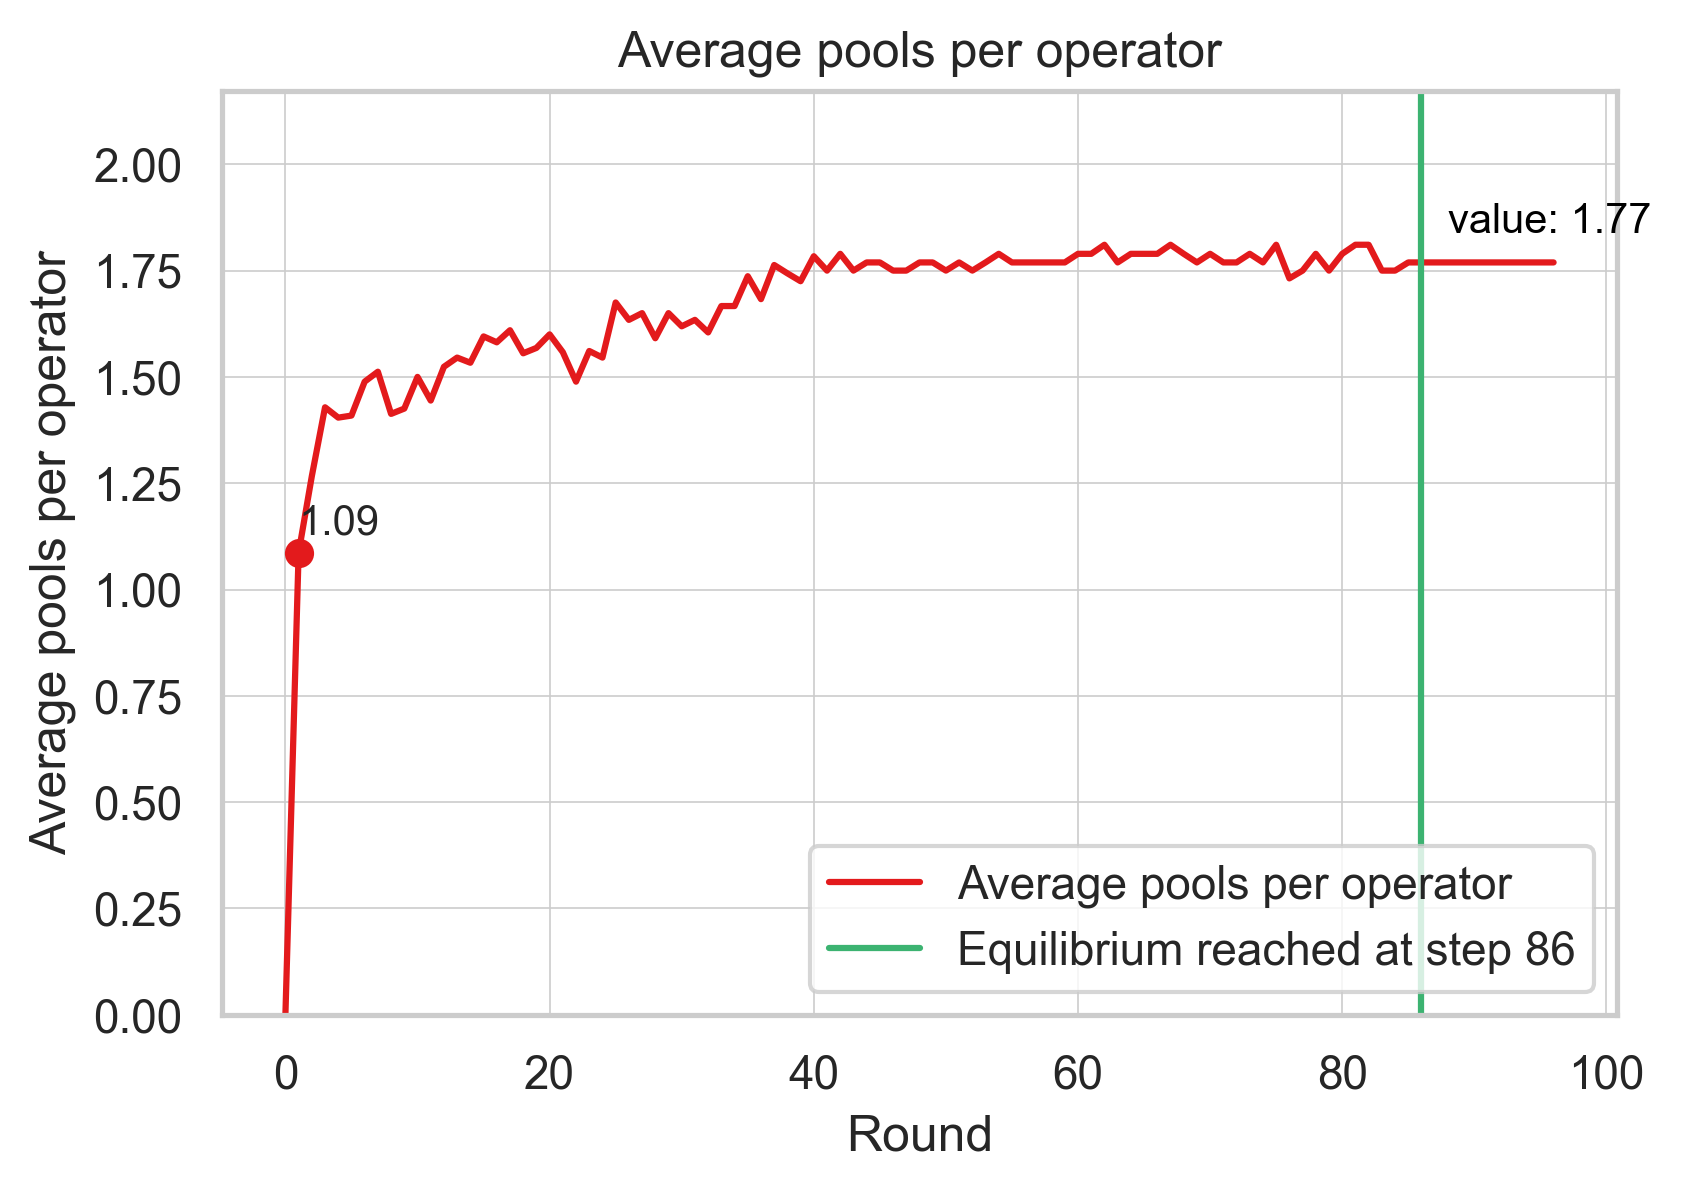 Average pools per operator
Average pools per operator
2.00
1.75
1.50
1.25
1.00
0.75
0.50
0.25
0.00
value: 1.77
1.09
Average pools per operator
Equilibrium reached at step 86
0 20 40 60 80 100
Round